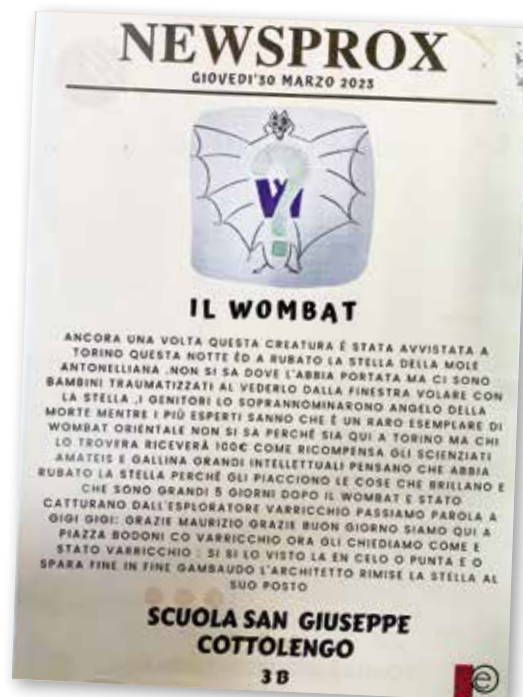 NEWSPROX
GIOVEDI'30 MARZO 2023
W?
IL WOMBAT
ANCORA UNA VOLTA QUESTA CREATURA È STATA AVVISTATA A
TORINO QUESTA NOTTE ÉD A RUBATO LA STELLA DELLA MOLE
ANTONELLIANA .NON SI SA DOVE L'ABBIA PORTATA MA CI SONO
BAMBINI TRAUMATIZZATI AL VEDERLO DALLA FINESTRA VOLARE CON
LA STELLA ,I GENITORI LO SOPRANNOMINARONO ANGELO DELLA
MORTE MENTRE I PIÙ ESPERTI SANNO CHE È UN RARO ESEMPLARE DI
WOMBAT ORIENTALE NON SI SA PERCHÈ SIA QUI A TORINO MA CHI
LO TROVERA RICEVERÀ 100€ COME RICOMPENSA GLI SCIENZIATI
AMATEIS E GALLINA GRANDI INTELLETTUALI PENSANO CHE ABBIA
RUBATO LA STELLA PERCHÉ GLI PIACCIONO LE COSE CHE BRILLANO E
CHE SONO GRANDI 5 GIORNI DOPO IL WOMBAT E STATO
CATTURANO DALL'ESPLORATORE VARRICCHIO PASSIAMO PAROLA A
GIGI GIGI: GRAZIE MAURIZIO GRAZIE BUON GIORNO SIAMO QUI A
PIAZZA BODONI CO VARRICCHIO ORA GLI CHIEDIAMO COME E
STATO VARRICCHIO : SI SI LO VISTO LA EN CELO O PUNTA E O
SPARA FINE IN FINE GAMBAUDO L'ARCHITETTO RIMISE LA STELLA AL
SUO POSTO
SCUOLA SAN GIUSEPPE
COTTOLENGO
3 B
e